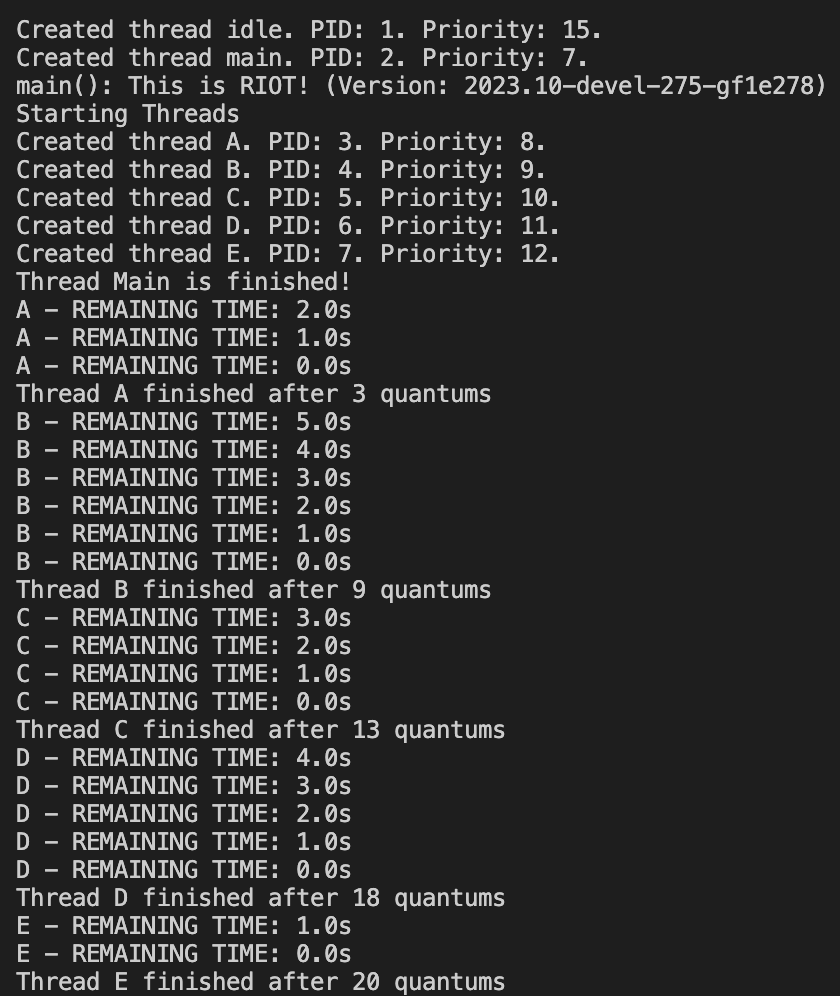 Created thread idle. PID: 1. Priority: 15.
Created thread main. PID: 2. Priority: 7.
main(): This is RIOT! (Version: 2023.10-devel-275-gf1e278)
Starting Threads
Created thread A. PID: 3. Priority: 8.
Created thread B. PID: 4. Priority: 9.
Created thread C. PID: 5. Priority: 10.
Created thread D. PID: 6. Priority: 11.
Created thread E. PID: 7. Priority: 12.
Thread Main is finished!
A - REMAINING TIME: 2.0s
A - REMAINING TIME: 1.0s
A - REMAINING TIME: 0.0s
Thread A finished after 3 quantums
B - REMAINING TIME: 5.0s
B - REMAINING TIME: 4.0s
B - REMAINING TIME: 3.0s
B - REMAINING TIME: 2.0s
B - REMAINING TIME: 1.0s
B - REMAINING TIME: 0.0s
Thread B finished after 9 quantums
C - REMAINING TIME: 3.0s
C - REMAINING TIME: 2.0s
C - REMAINING TIME: 1.0s
C - REMAINING TIME: 0.0s
Thread C finished after 13 quantums
D - REMAINING TIME: 4.0s
D - REMAINING TIME: 3.0s
D - REMAINING TIME: 2.0s
D - REMAINING TIME: 1.0s
D - REMAINING TIME: 0.0s
Thread D finished after 18 quantums
E - REMAINING TIME: 1.0s
E - REMAINING TIME: 0.0s
Thread E finished after 20 quantums